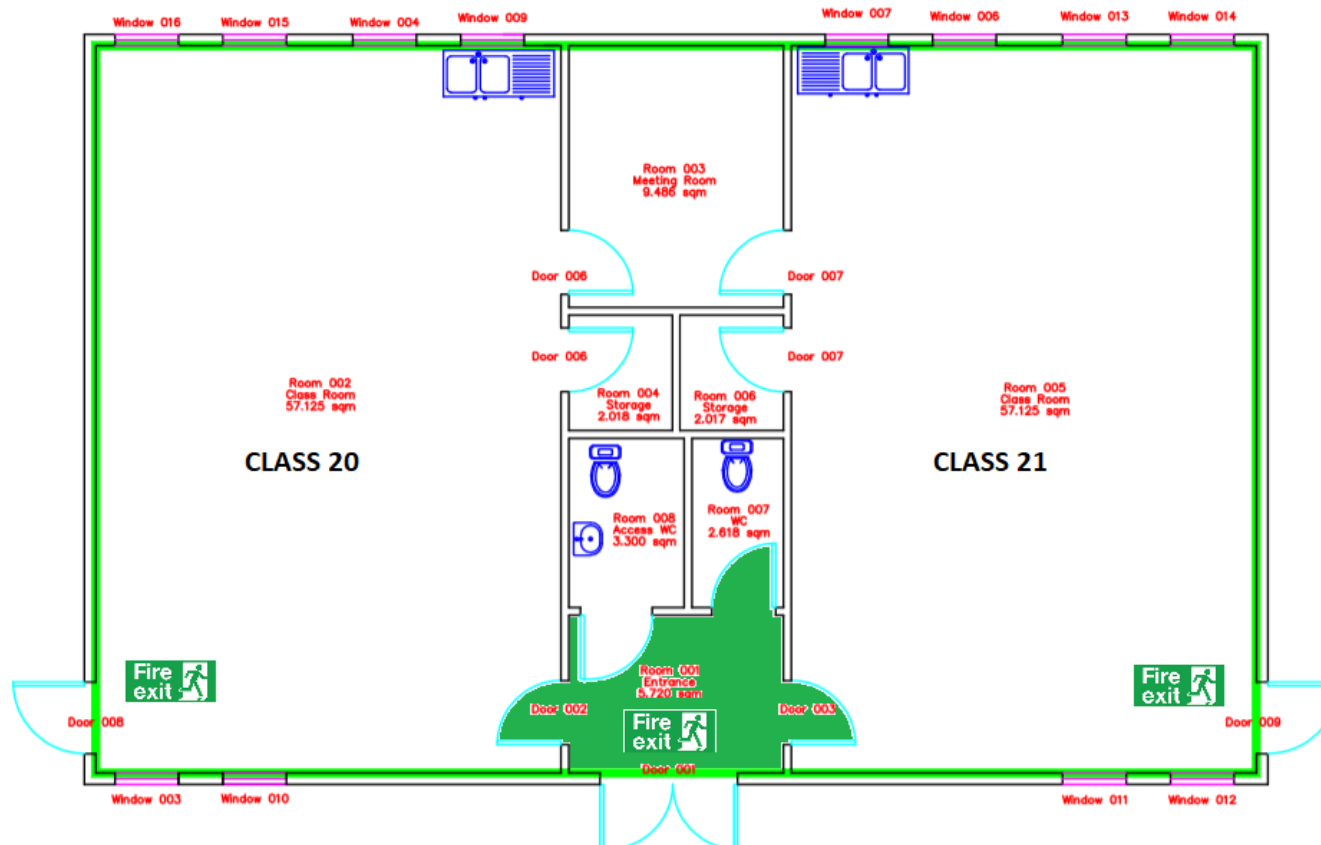 Window 016
Window 015
Window 004
Window 009
Window 007
Window 006
Window 013
Window 014
Room 003
Meeting Room
9.486 sqm
Door 006
Door 007
Door 006
Door 007
Room 002
Class Room
57.125 sqm
Room 004
Storage
2.018 sqm
Room 006
Storage
2.017 sqm
Room 005
Class Room
57.125 sqm
CLASS 20
CLASS 21
Room 008
Access WC
3.300 sqm
Room 007
WC
2.618 sqm
Fire
exit
Room 001
Entrance
5.720 sqm
Fire
exit
Door 008
Door 002
Door 003
Door 009
Fire
exit
Door 001
Window 003
Window 010
Window 011
Window 012